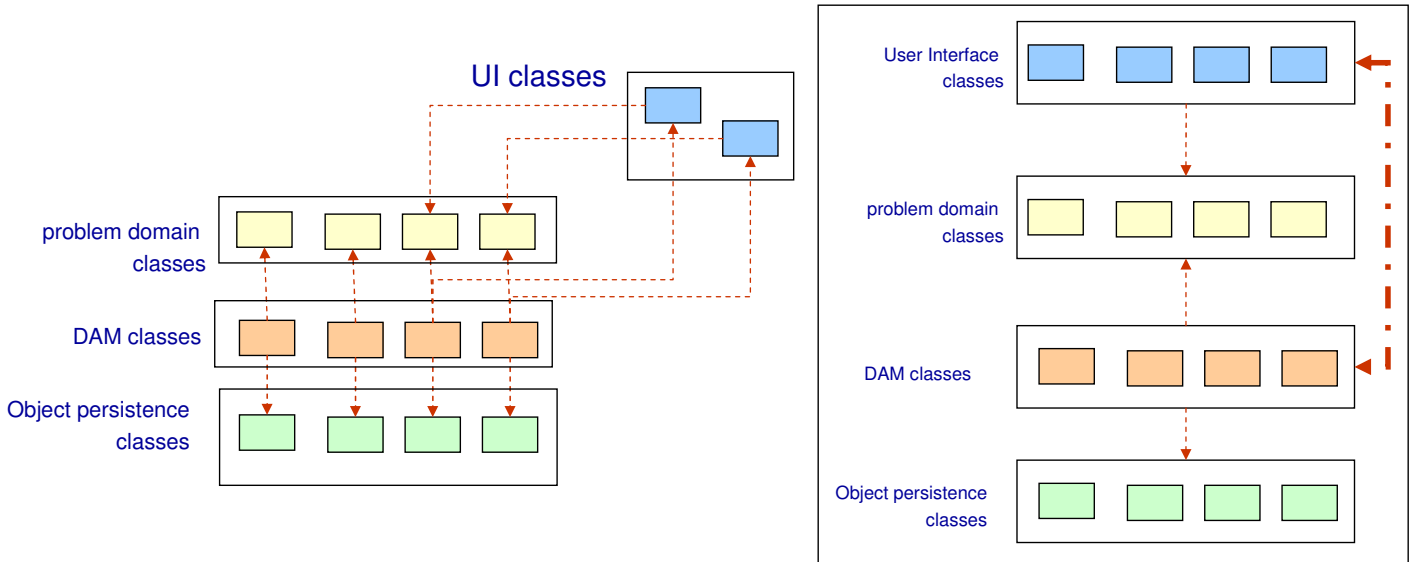 UI classes
problem domain
classes
DAM classes
Object persistence
classes
User Interface
classes
problem domain
classes
DAM classes
Object persistence
classes